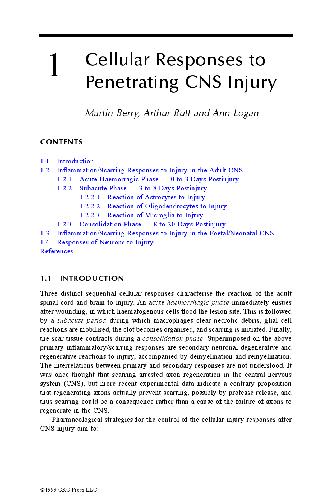 1
Cellular Responses to
Penetrating CNS Injury
Martin Berry, Arthur Butt and Ann Logan
CONTENTS
1.1 Introduction
1.2 Inflammation/Scarring Responses to Injury in the Adult CNS
1.2.1 Acute Haemorrhagic Phase — 0 to 3 Days Postinjury
1.2.2 Subacute Phase — 3 to 8 Days Postinjury
1.2.2.1 Reaction of Astrocytes to Injury
1.2.2.2 Reaction of Oligodendrocytes to Injury
1.2.2.3 Reaction of Microglia to Injury
1.2.3 Consolidation Phase — 8 to 20 Days Postinjury
1.3 Inflammation/Scarring Responses to Injury in the Foetal/Neonatal CNS
1.4 Responses of Neurons to Injury
References
1.1 INTRODUCTION
Three distinct sequential cellular responses characterise the reaction of the adult
spinal cord and brain to injury. An acute haemorrhagic phase immediately ensues
after wounding, in which haematogenous cells flood the lesion site. This is followed
by a subacute period during which macrophages clear necrotic debris, glial cell
reactions are mobilised, the clot becomes organised, and scarring is initiated. Finally,
the scar tissue contracts during a consolidation phase. Superimposed on the above
primary inflammatory/scarring responses are secondary neuronal degenerative and
regenerative reactions to injury, accompanied by demyelination and remyelination.
The interrelations between primary and secondary responses are not understood. It
was once thought that scarring arrested axon regeneration in the central nervous
system (CNS), but more recent experimental data indicate a contrary proposition
that regenerating axons actually prevent scarring, possibly by protease release, and
thus scarring could be a consequence rather than a cause of the failure of axons to
regenerate in the CNS.
Pharmacological strategies for the control of the cellular injury responses after
CNS injury aim to:
©1999 CRC Press LLC